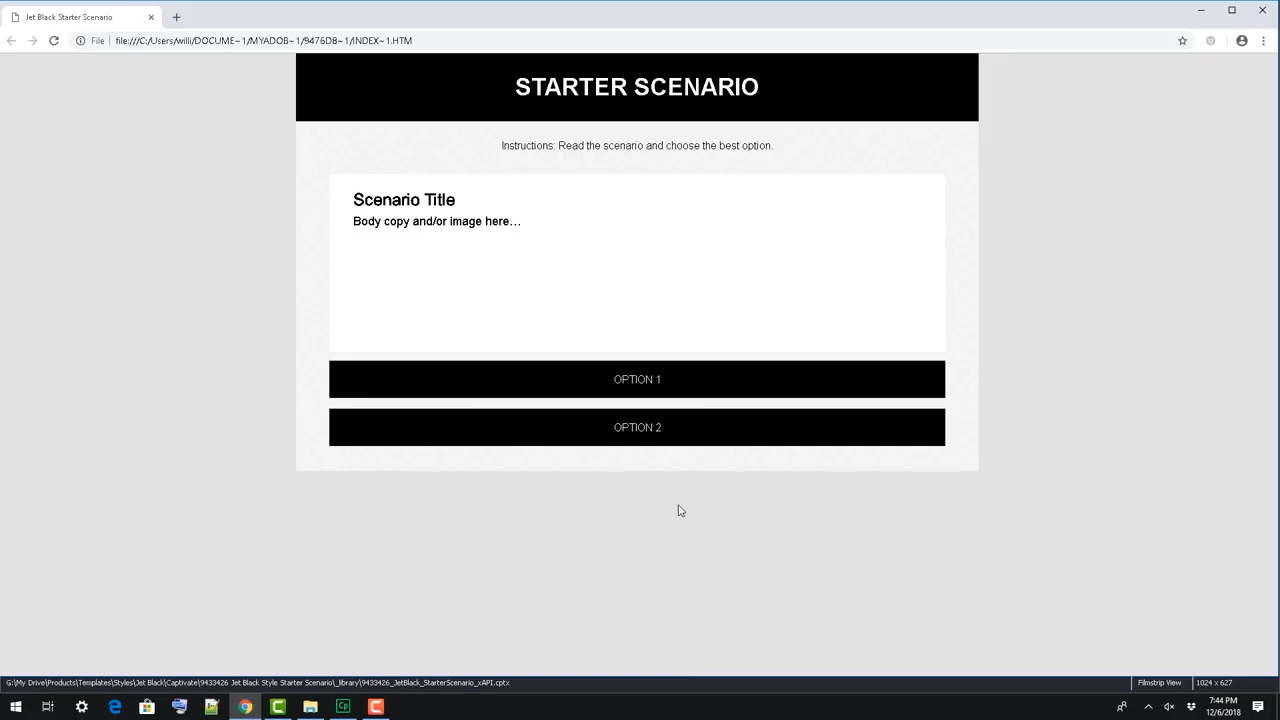 Jet Black Starter Scenario
File file:///C:/Users/willi/DOCUME~1/MYADOB~1/9476DB~1/INDEX~1.HTM
STARTER SCENARIO
Instructions: Read the scenario and choose the best option.
Scenario Title
Body copy and/or image here...
OPTION 1
OPTION 2
G:\My Drive\Products\Templates\Styles\Jet Black\Captivate\9433426 Jet Black Style Starter Scenario\_library\9433426_JetBlack_StarterScenario_xAPI.cptx
Filmstrip View
1024 x 627
7:44 PM
12/6/2018